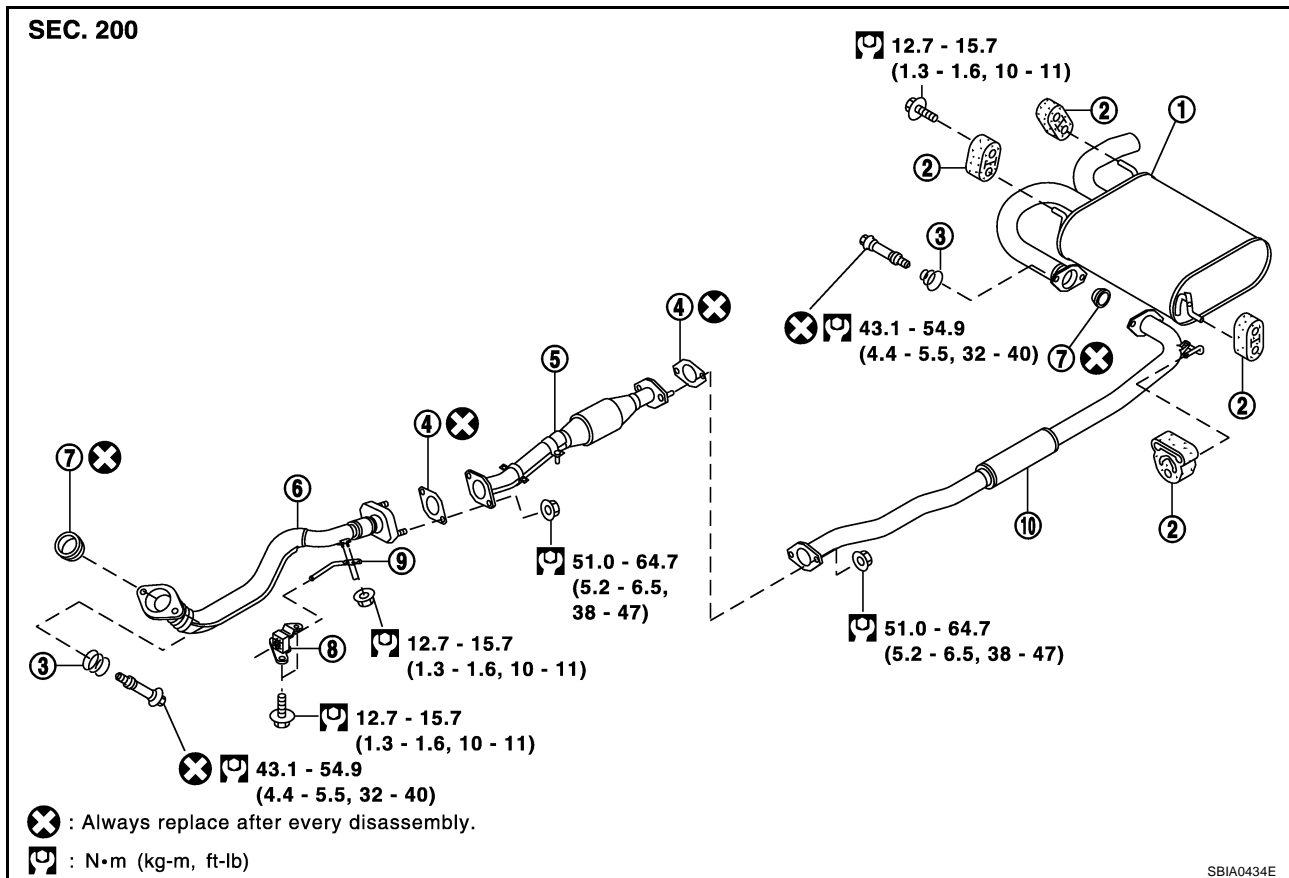 SEC. 200
12.7 - 15.7
(1.3 - 1.6, 10 - 11)
2
1
2
3
43.1 - 54.9
(4.4 - 5.5, 32 - 40)
7
2
4
5
4
7
6
2
10
9
51.0 - 64.7
(5.2 - 6.5,
38 - 47)
51.0 - 64.7
(5.2 - 6.5, 38 - 47)
8
12.7 - 15.7
(1.3 - 1.6, 10 - 11)
3
12.7 - 15.7
(1.3 - 1.6, 10 - 11)
43.1 - 54.9
(4.4 - 5.5, 32 - 40)
: Always replace after every disassembly.
: N•m (kg-m, ft-lb)
SBIA0434E